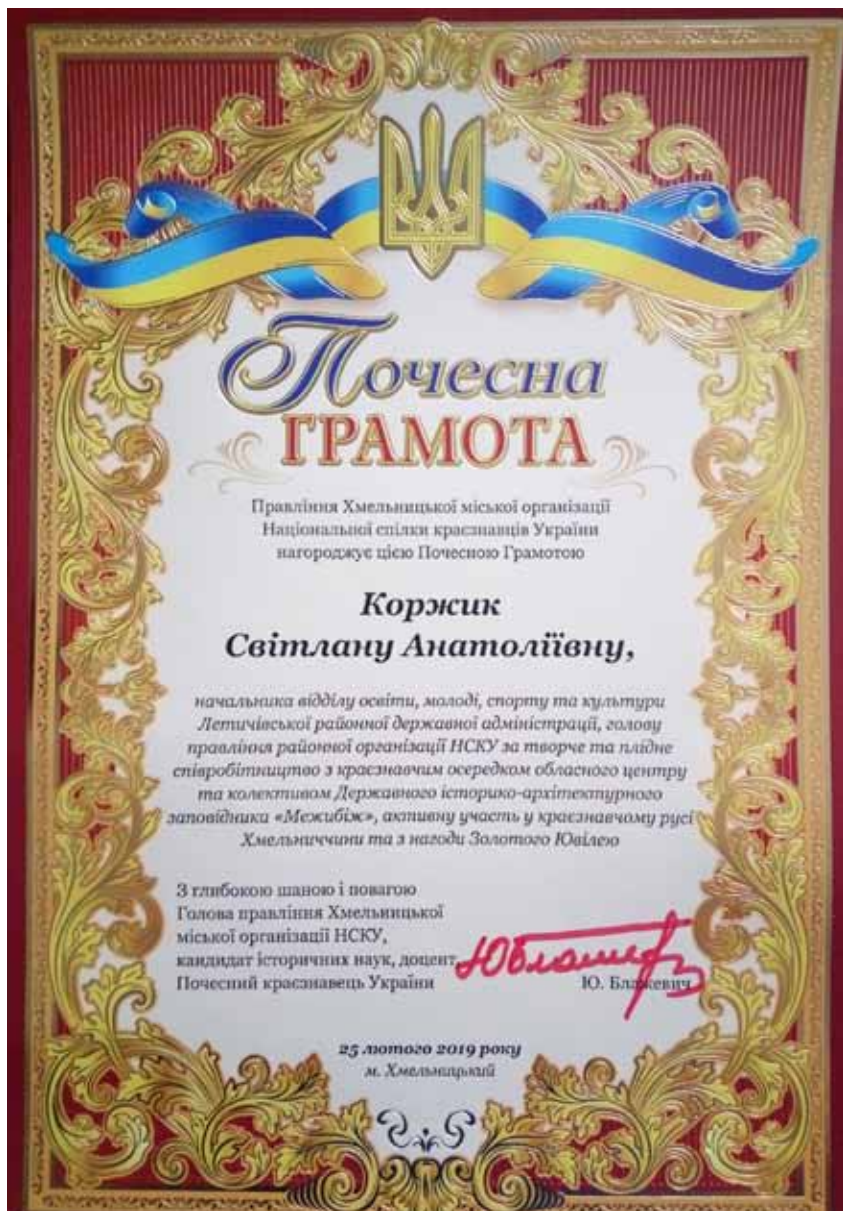 Почесна
ГРАМОТА
Правління Хмельницької міської організації
Національної спілки краєзнавців України
нагороджує цією Почесною Грамотою
Коржик
Світлану Анатоліївну,
начальника відділу освіти, молоді, спорту та культури
Летичівської районної державної адміністрації, голову
правління районної організації НСКУ за творче та плідне
співробітництво з краєзнавчим осередком обласного центру
та колективом Державного історико-архітектурного
заповідника «Межибіж», активну участь у краєзнавчому русі
Хмельниччини та з нагоди Золотого Ювілею
З глибокою шаною і повагою
Голова правління Хмельницької
міської організації НСКУ,
кандидат історичних наук, доцент,
Почесний краєзнавець України Ю. Блажевич
25 лютого 2019 року
м. Хмельницький